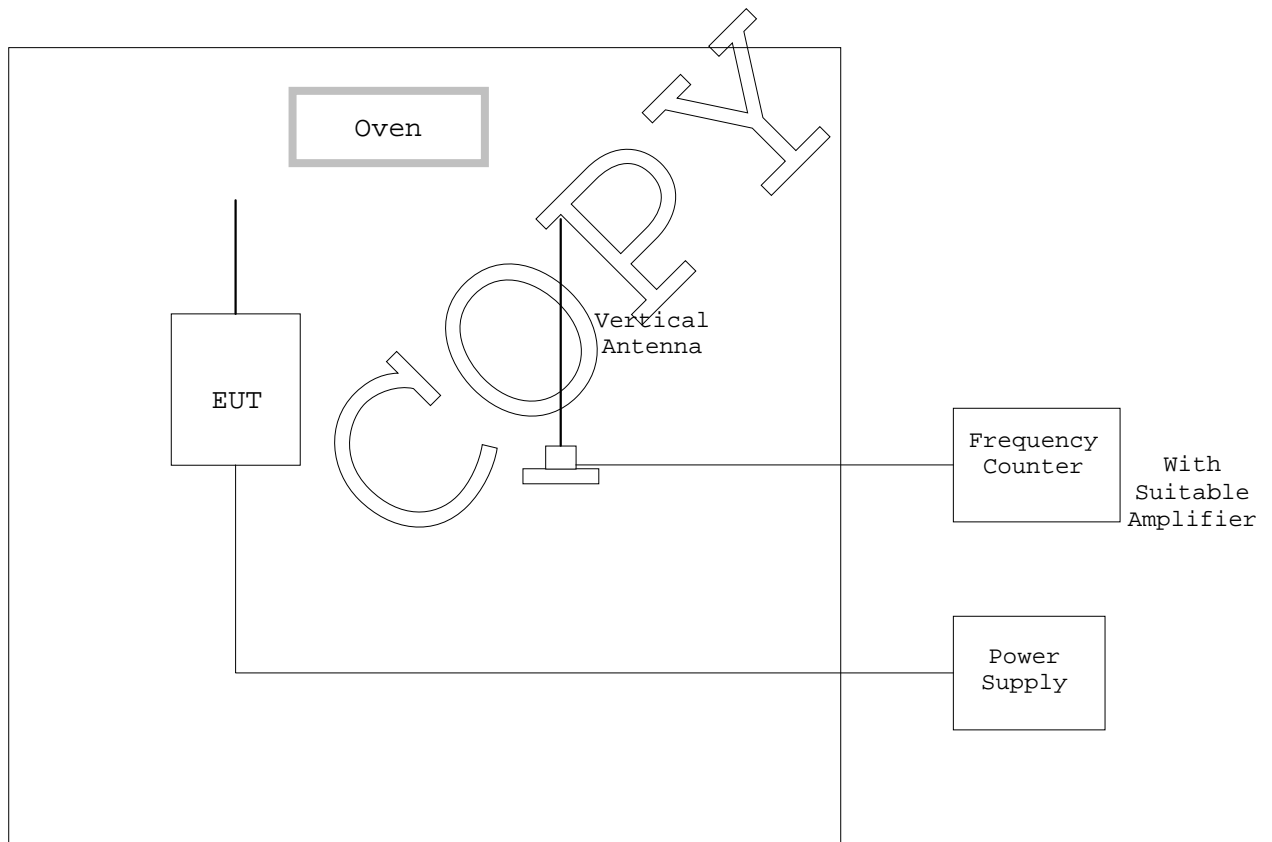 Oven
COPY
Vertical
Antenna
EUT
Frequency
Counter
With
Suitable
Amplifier
Power
Supply